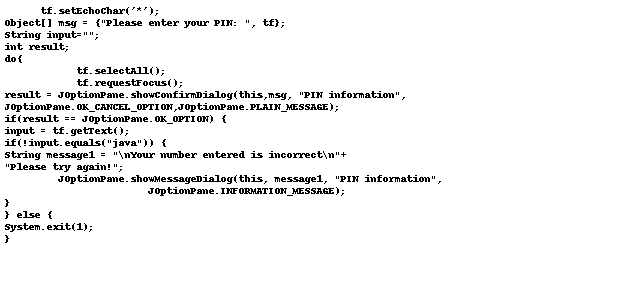 tf.setEchoChar('*');
Object[] msg = {"Please enter your PIN: ", tf};
String input="";
int result;
do{
tf.selectAll();
tf.requestFocus();
result = JOptionPane.showConfirmDialog(this,msg, "PIN information",
JOptionPane.OK_CANCEL_OPTION,JOptionPane.PLAIN_MESSAGE);
if(result == JOptionPane.OK_OPTION) {
input = tf.getText();
if(!input.equals("java")) {
String message1 = "\nYour number entered is incorrect\n"+
"Please try again!";
JOptionPane.showMessageDialog(this, message1, "PIN information",
JOptionPane.INFORMATION_MESSAGE);
}
} else {
System.exit(1);
}